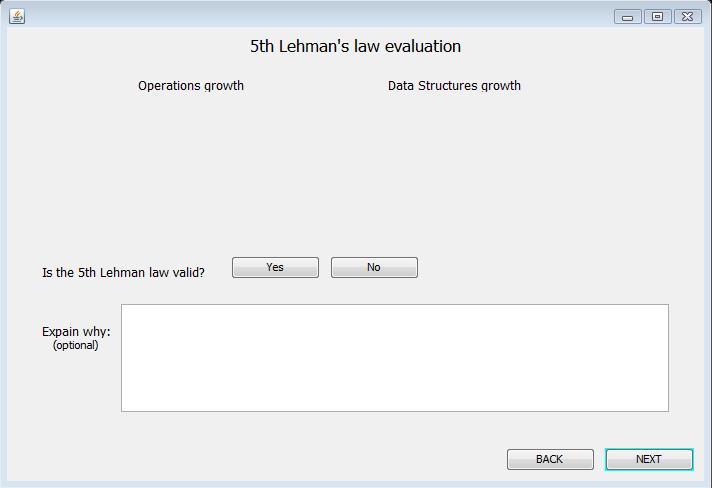 5th Lehman's law evaluation
Operations growth
Data Structures growth
Is the 5th Lehman law valid?
Yes
No
Expain why:
(optional)
BACK
NEXT